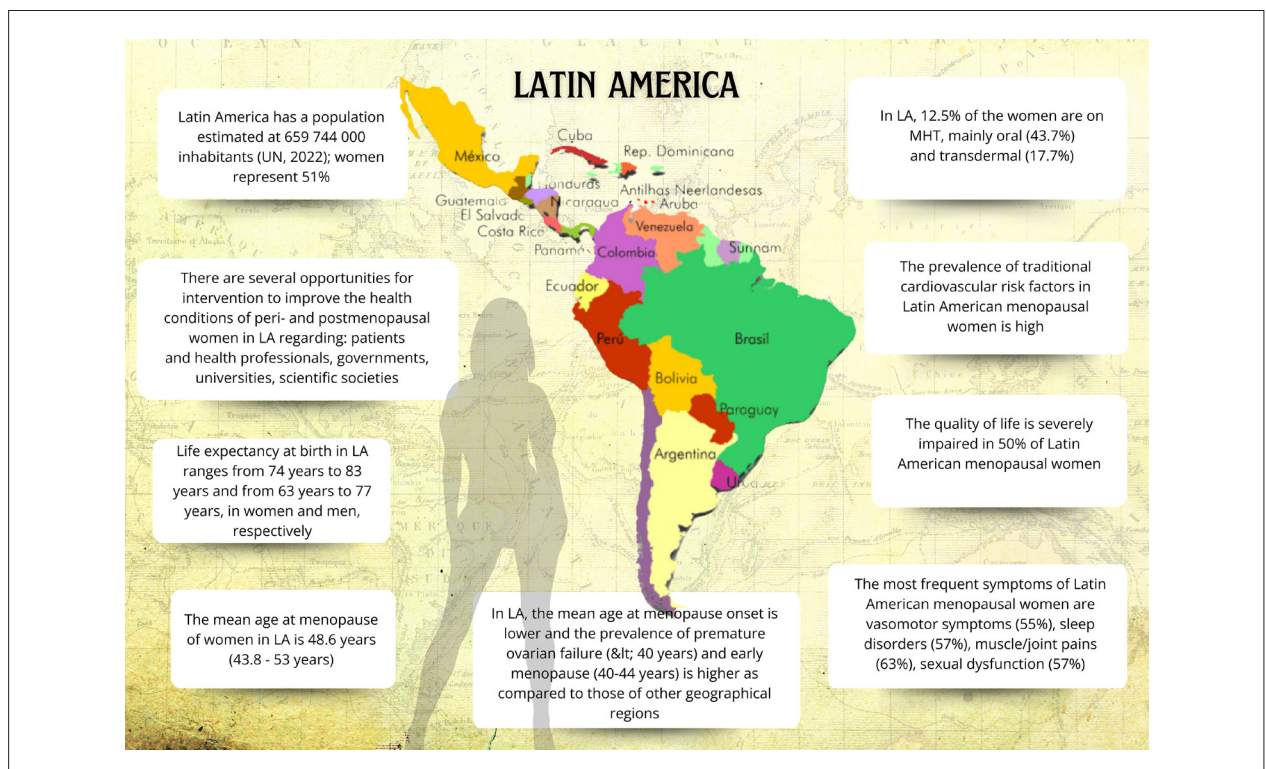 LATIN AMERICA
Latin America has a population
estimated at 659 744 000
inhabitants (UN, 2022); women
represent 51%
There are several opportunities for
intervention to improve the health
conditions of peri- and postmenopausal
women in LA regarding: patients
and health professionals, governments,
universities, scientific societies
Life expectancy at birth in LA
ranges from 74 years to 83
years and from 63 years to 77
years, in women and men,
respectively
The mean age at menopause
of women in LA is 48.6 years
(43.8 - 53 years)
México
Cuba
Rep. Dominicana
Honduras
Antilhas Neerlandesas
Guatemala
Nicaragua
Aruba
El Salvado
Costa Rica
Venezuela
Panamá
Colombia
Surinam
Ecuador
Perú
Brasil
Bolivia
Paraguay
Argentina
Uruguay
In LA, the mean age at menopause onset is
lower and the prevalence of premature
ovarian failure (&lt; 40 years) and early
menopause (40-44 years) is higher as
compared to those of other geographical
regions
In LA, 12.5% of the women are on
MHT, mainly oral (43.7%)
and transdermal (17.7%)
The prevalence of traditional
cardiovascular risk factors in
Latin American menopausal
women is high
The quality of life is severely
impaired in 50% of Latin
American menopausal women
The most frequent symptoms of Latin
American menopausal women are
vasomotor symptoms (55%), sleep
disorders (57%), muscle/joint pains
(63%), sexual dysfunction (57%)